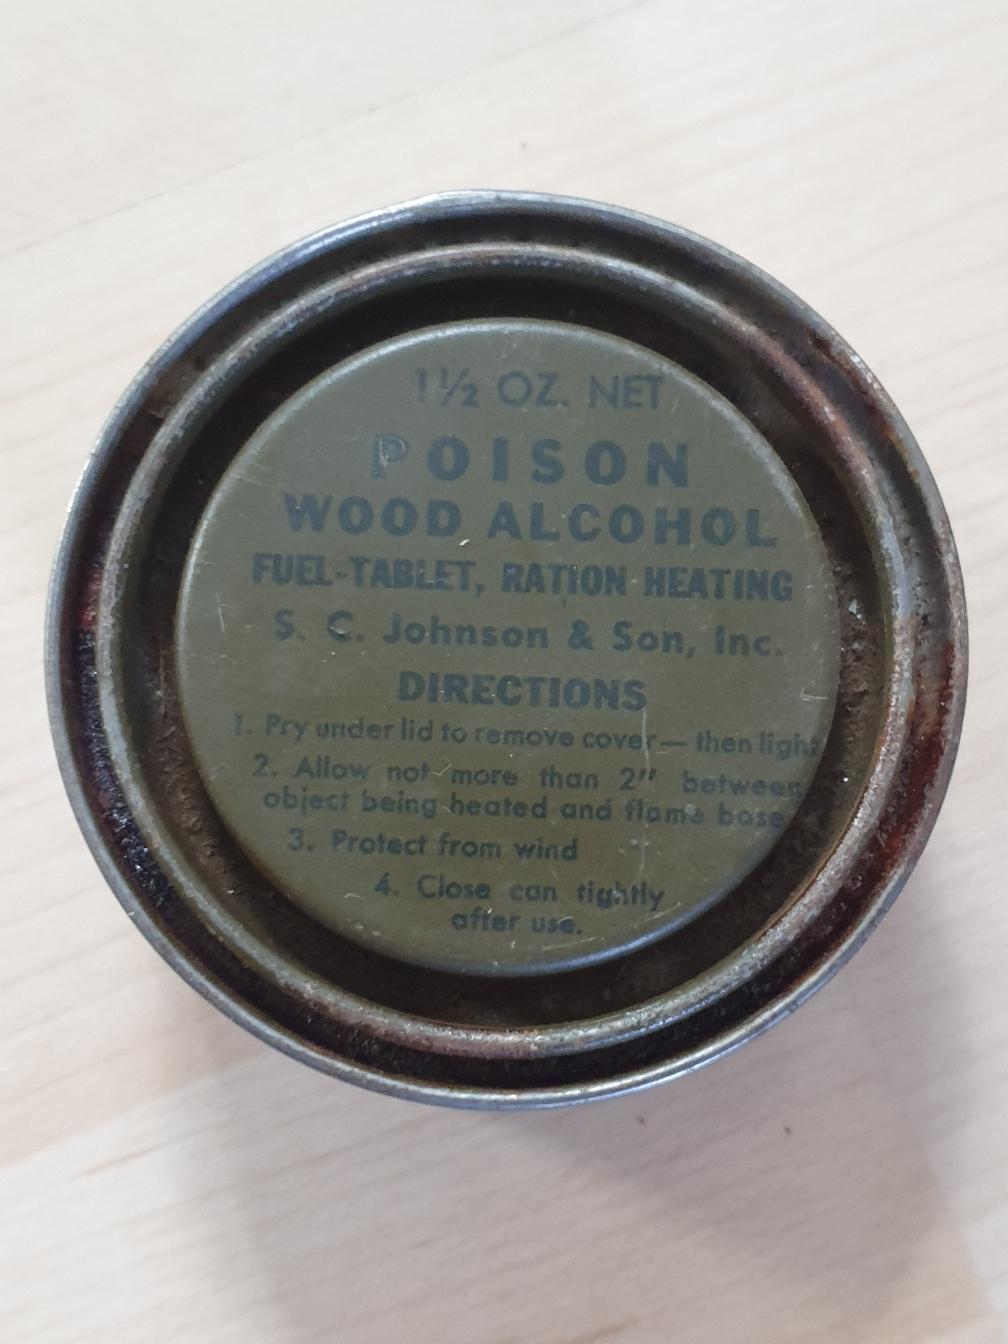 1½ OZ. NET
POISON
WOOD ALCOHOL
FUEL-TABLET, RATION HEATING
S. C. Johnson & Son, Inc.
DIRECTIONS
1. Pry under lid to remove cover — then light
2. Allow not more than 2" between
object being heated and flame base
3. Protect from wind
4. Close can tightly
after use.